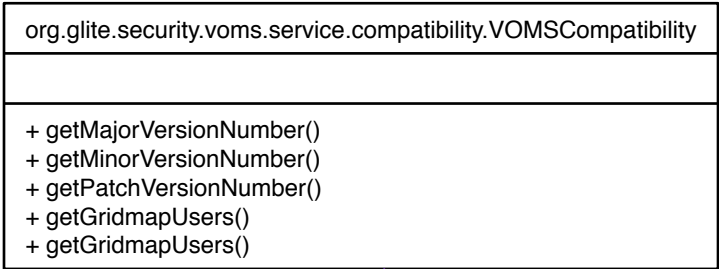 org.glite.security.voms.service.compatibility.VOMSCompatibility
+ getMajorVersionNumber()
+ getMinorVersionNumber()
+ getPatchVersionNumber()
+ getGridmapUsers()
+ getGridmapUsers()